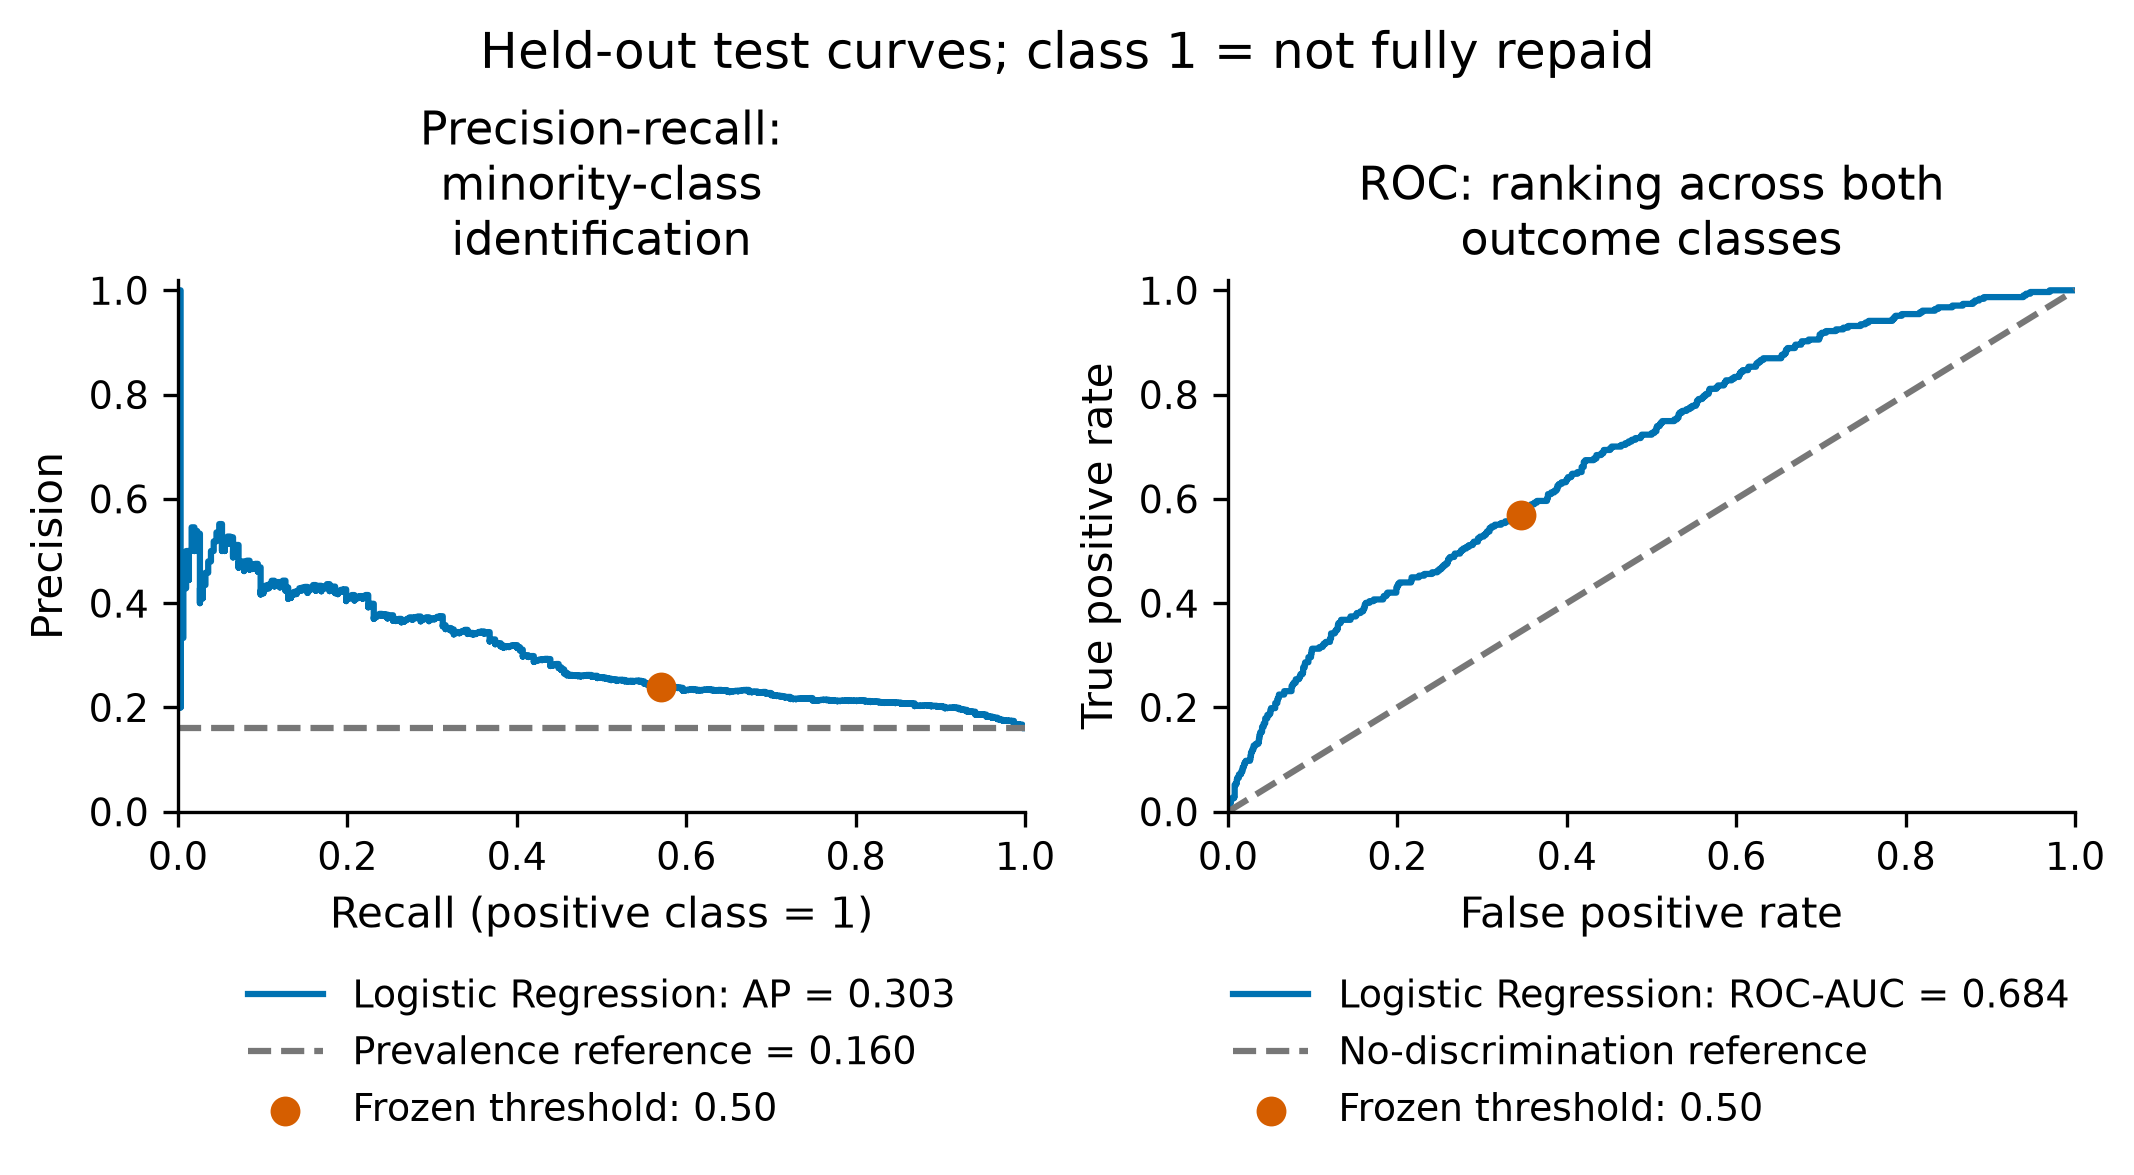 Held-out test curves; class 1 = not fully repaid
Precision-recall:
minority-class
identification
1.0
0.8
0.6
0.4
0.2
0.0
Precision
0.0 0.2 0.4 0.6 0.8 1.0
Recall (positive class = 1)
Logistic Regression: AP = 0.303
Prevalence reference = 0.160
Frozen threshold: 0.50
ROC: ranking across both
outcome classes
1.0
0.8
0.6
0.4
0.2
0.0
True positive rate
0.0 0.2 0.4 0.6 0.8 1.0
False positive rate
Logistic Regression: ROC-AUC = 0.684
No-discrimination reference
Frozen threshold: 0.50